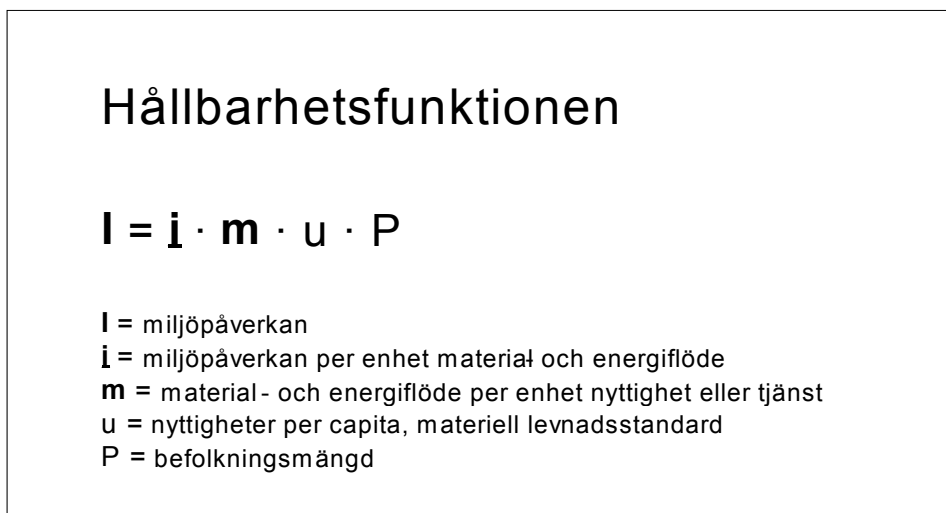 Hållbarhetsfunktionen
I = i · m · u · P
I = miljöpåverkan
i = miljöpåverkan per enhet material- och energiflöde
m = material- och energiflöde per enhet nyttighet eller tjänst
u = nyttigheter per capita, materiell levnadsstandard
P = befolkningsmängd